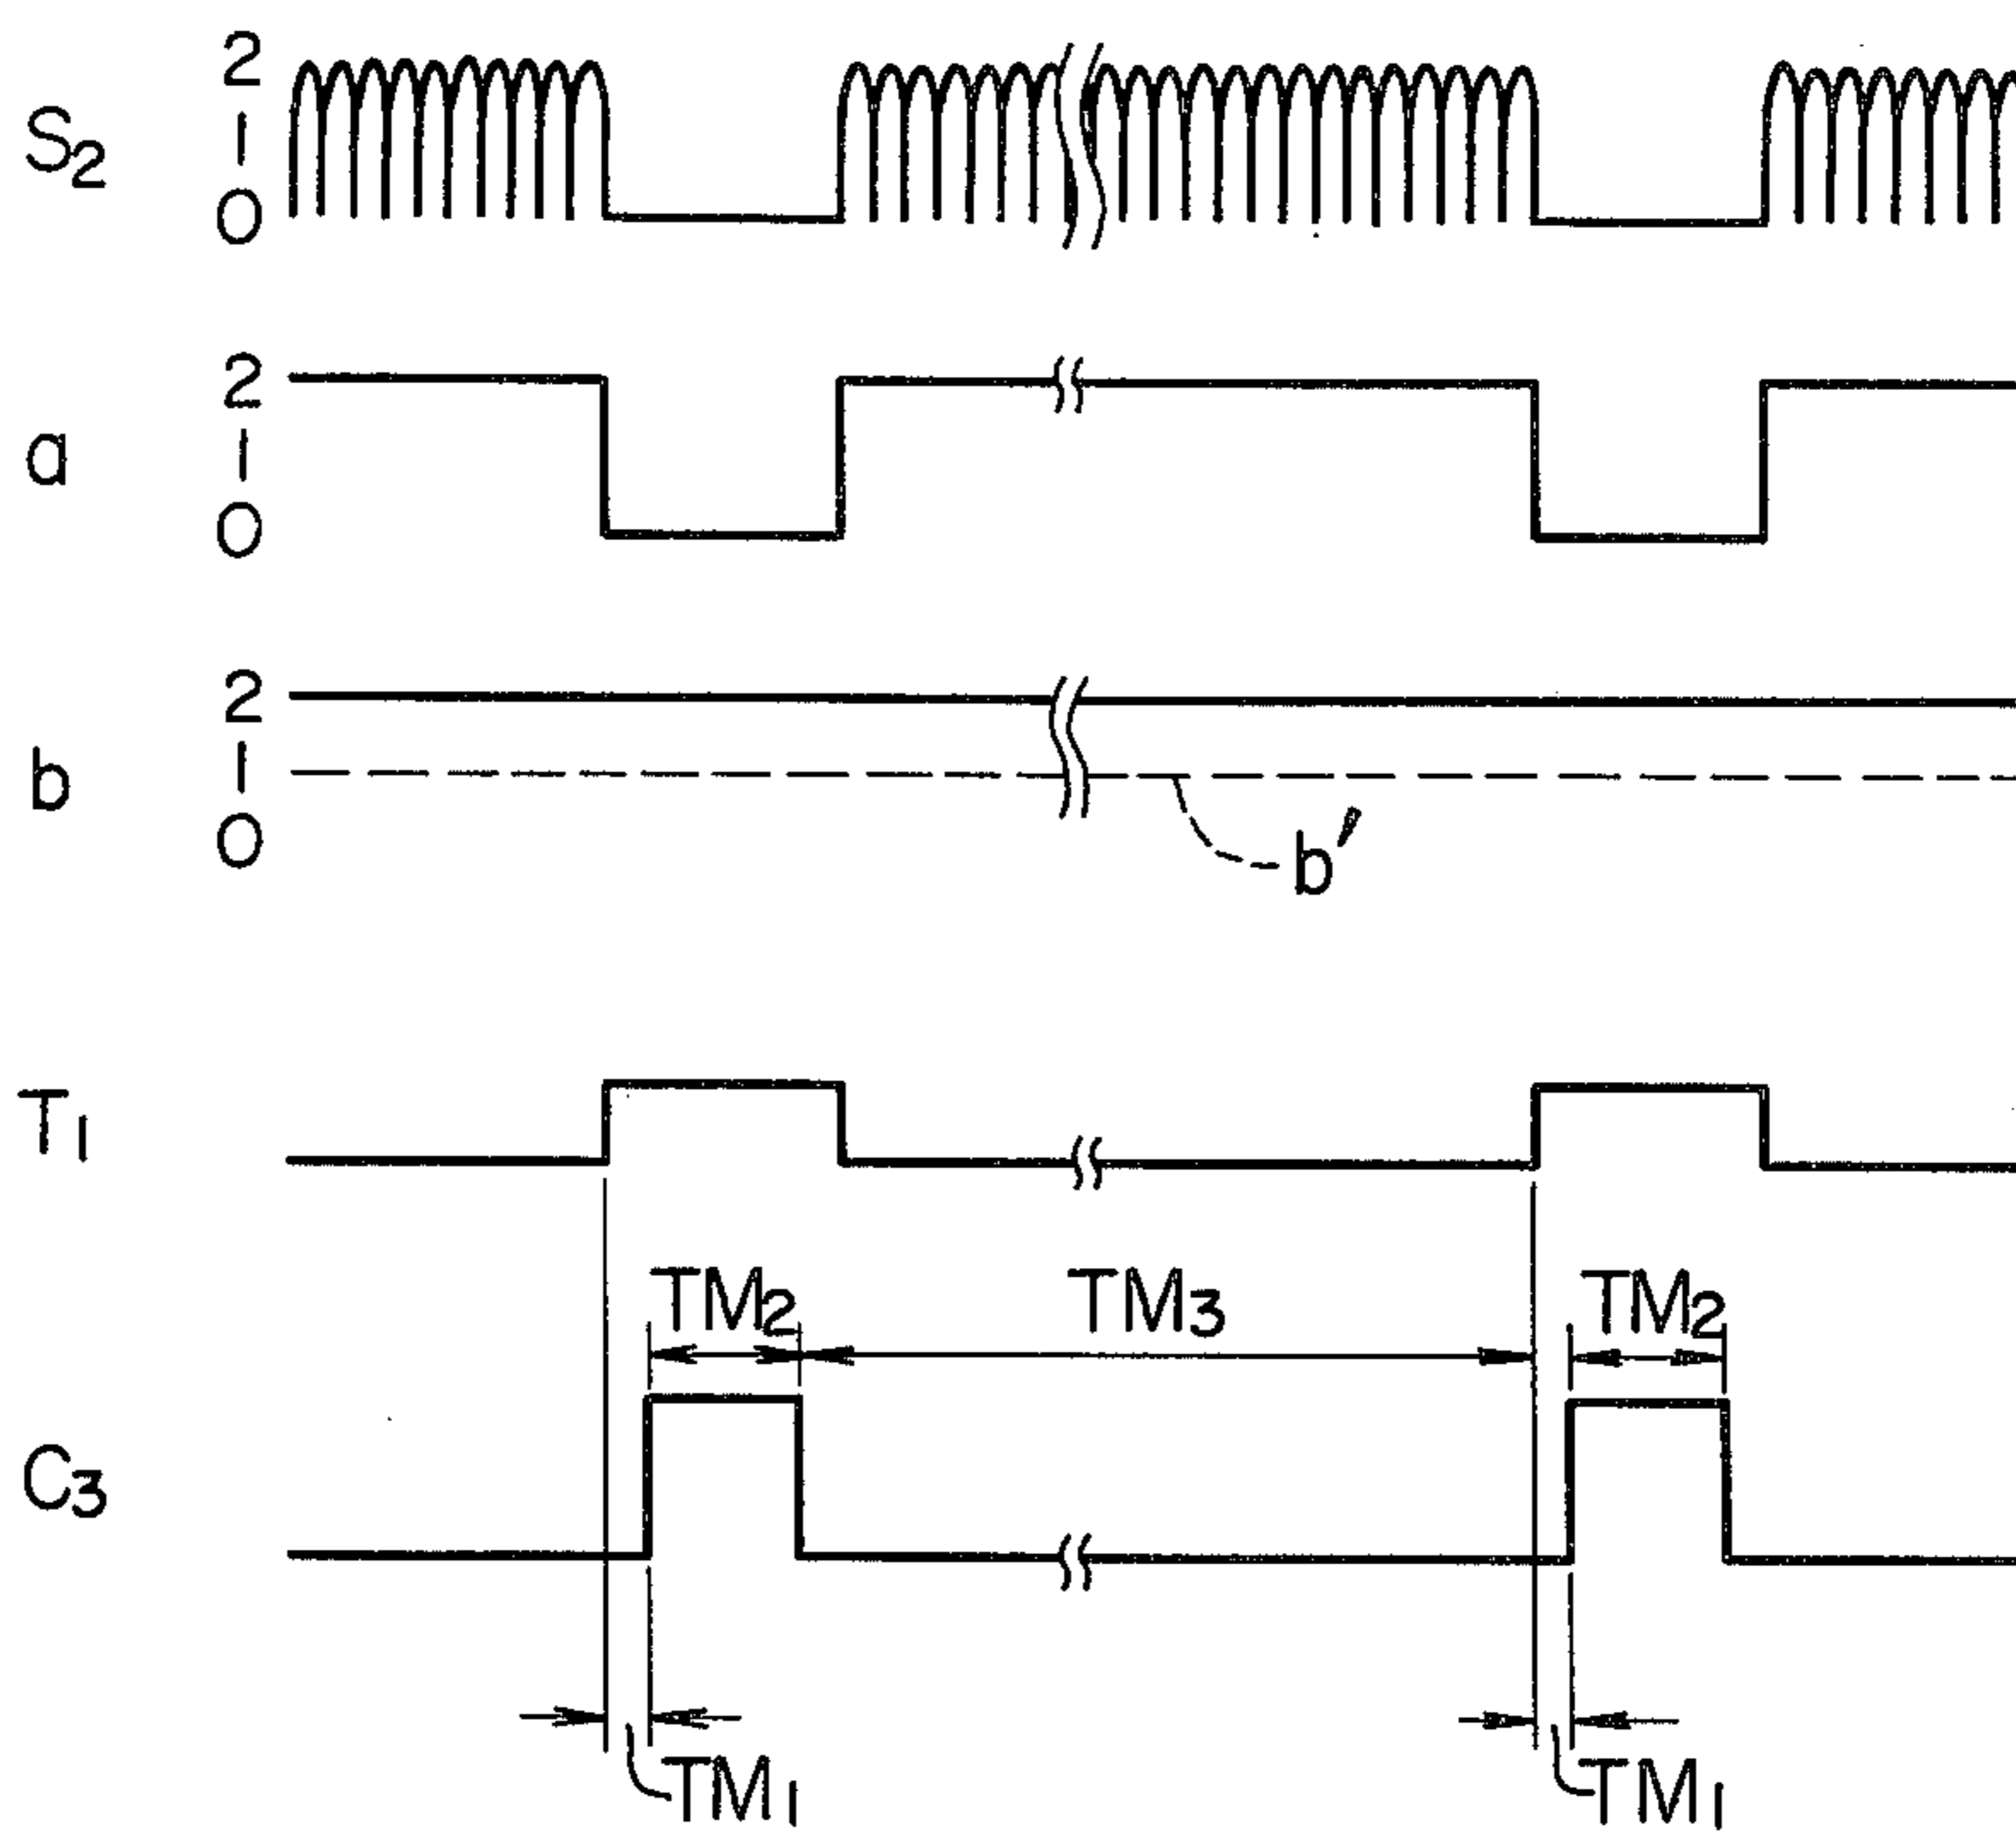 S₂ 2 1 0
a 2 1 0
b 2 1 0
b′
T₁
TM₂ TM₃ TM₂
C₃
TM₁ TM₁